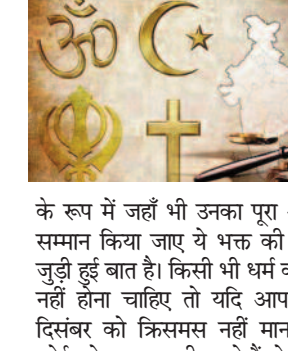 के रूप में जहाँ भी उनका पूरा
सम्मान किया जाए ये भक्त की
जुड़ी हुई बात है। किसी भी धर्म
नहीं होना चाहिए तो यदि आप
दिसंबर को क्रिसमस नहीं